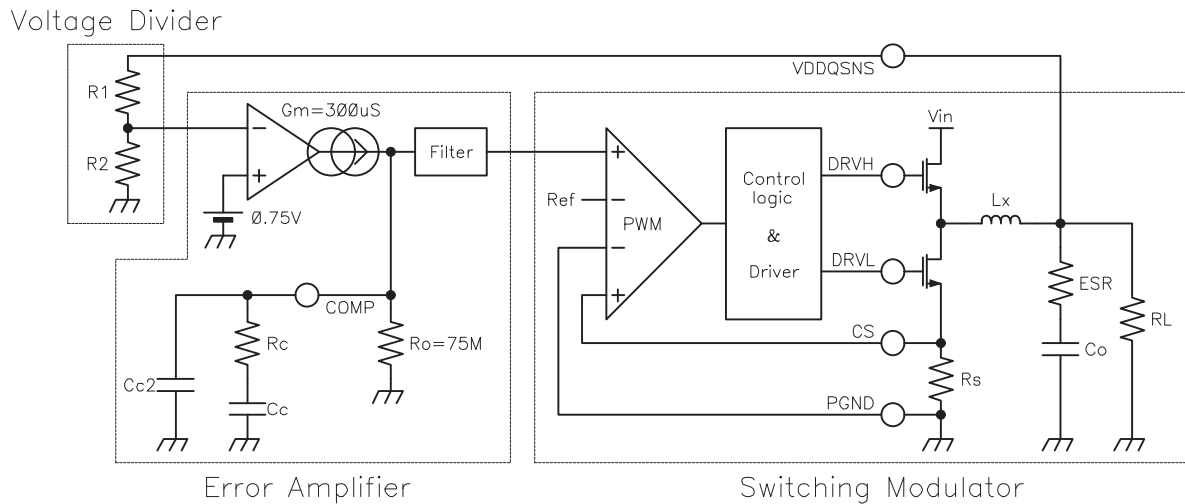 Voltage Divider
VDDQSNS
R1
R2
Gm=300uS
−
+
0.75V
Filter
COMP
Rc
Ro=75M
Cc2
Cc
Error Amplifier
+
Ref
−
PWM
−
+
Control
logic
&
Driver
Vin
DRVH
DRVL
CS
PGND
Rs
Lx
ESR
Co
RL
Switching Modulator